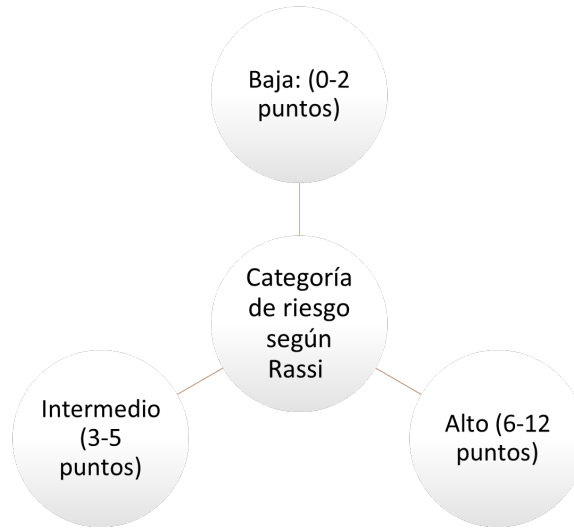 Baja: (0-2
puntos)
Categoría
de riesgo
según
Rassi
Intermedio
(3-5
puntos)
Alto (6-12
puntos)